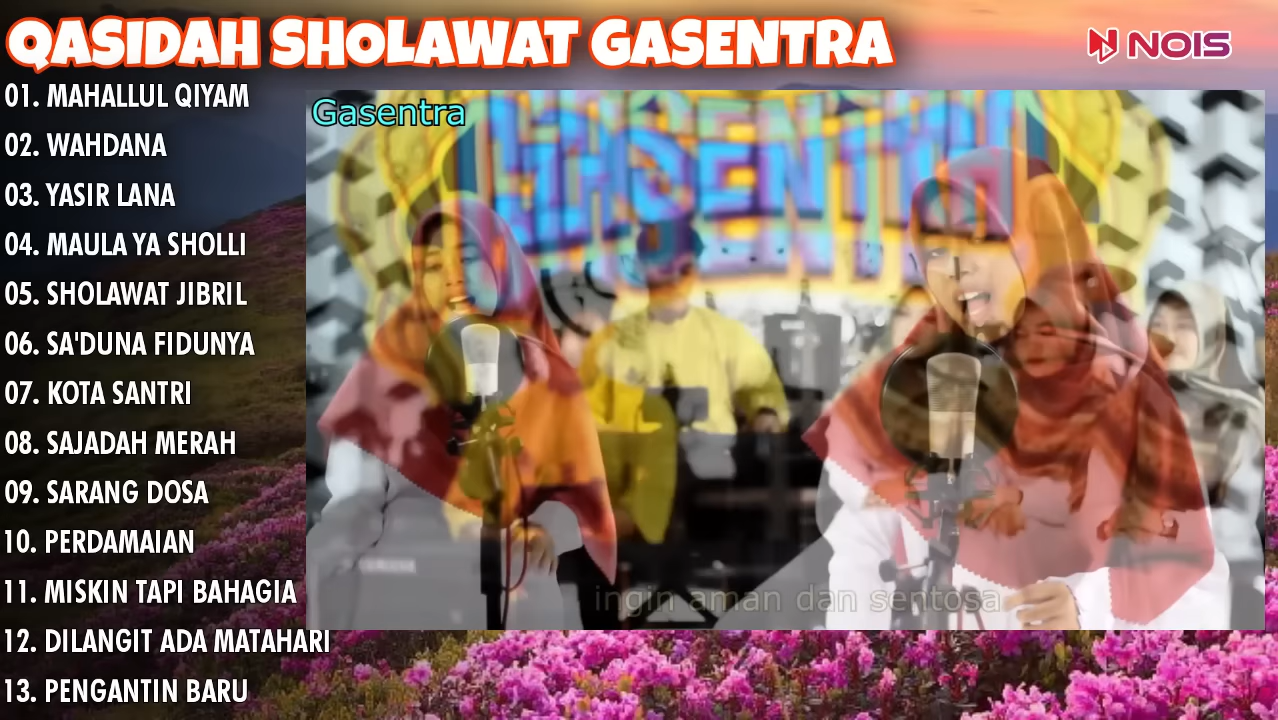 QASIDAH SHOLAWAT GASENTRA
NOIS
01. MAHALLUL QIYAM
02. WAHDANA
03. YASIR LANA
04. MAULA YA SHOLLI
05. SHOLAWAT JIBRIL
06. SA'DUNA FIDUNYA
07. KOTA SANTRI
08. SAJADAH MERAH
09. SARANG DOSA
10. PERDAMAIAN
11. MISKIN TAPI BAHAGIA
12. DILANGIT ADA MATAHARI
13. PENGANTIN BARU
Gasentra
GASENTRA
ingin aman dan sentosa